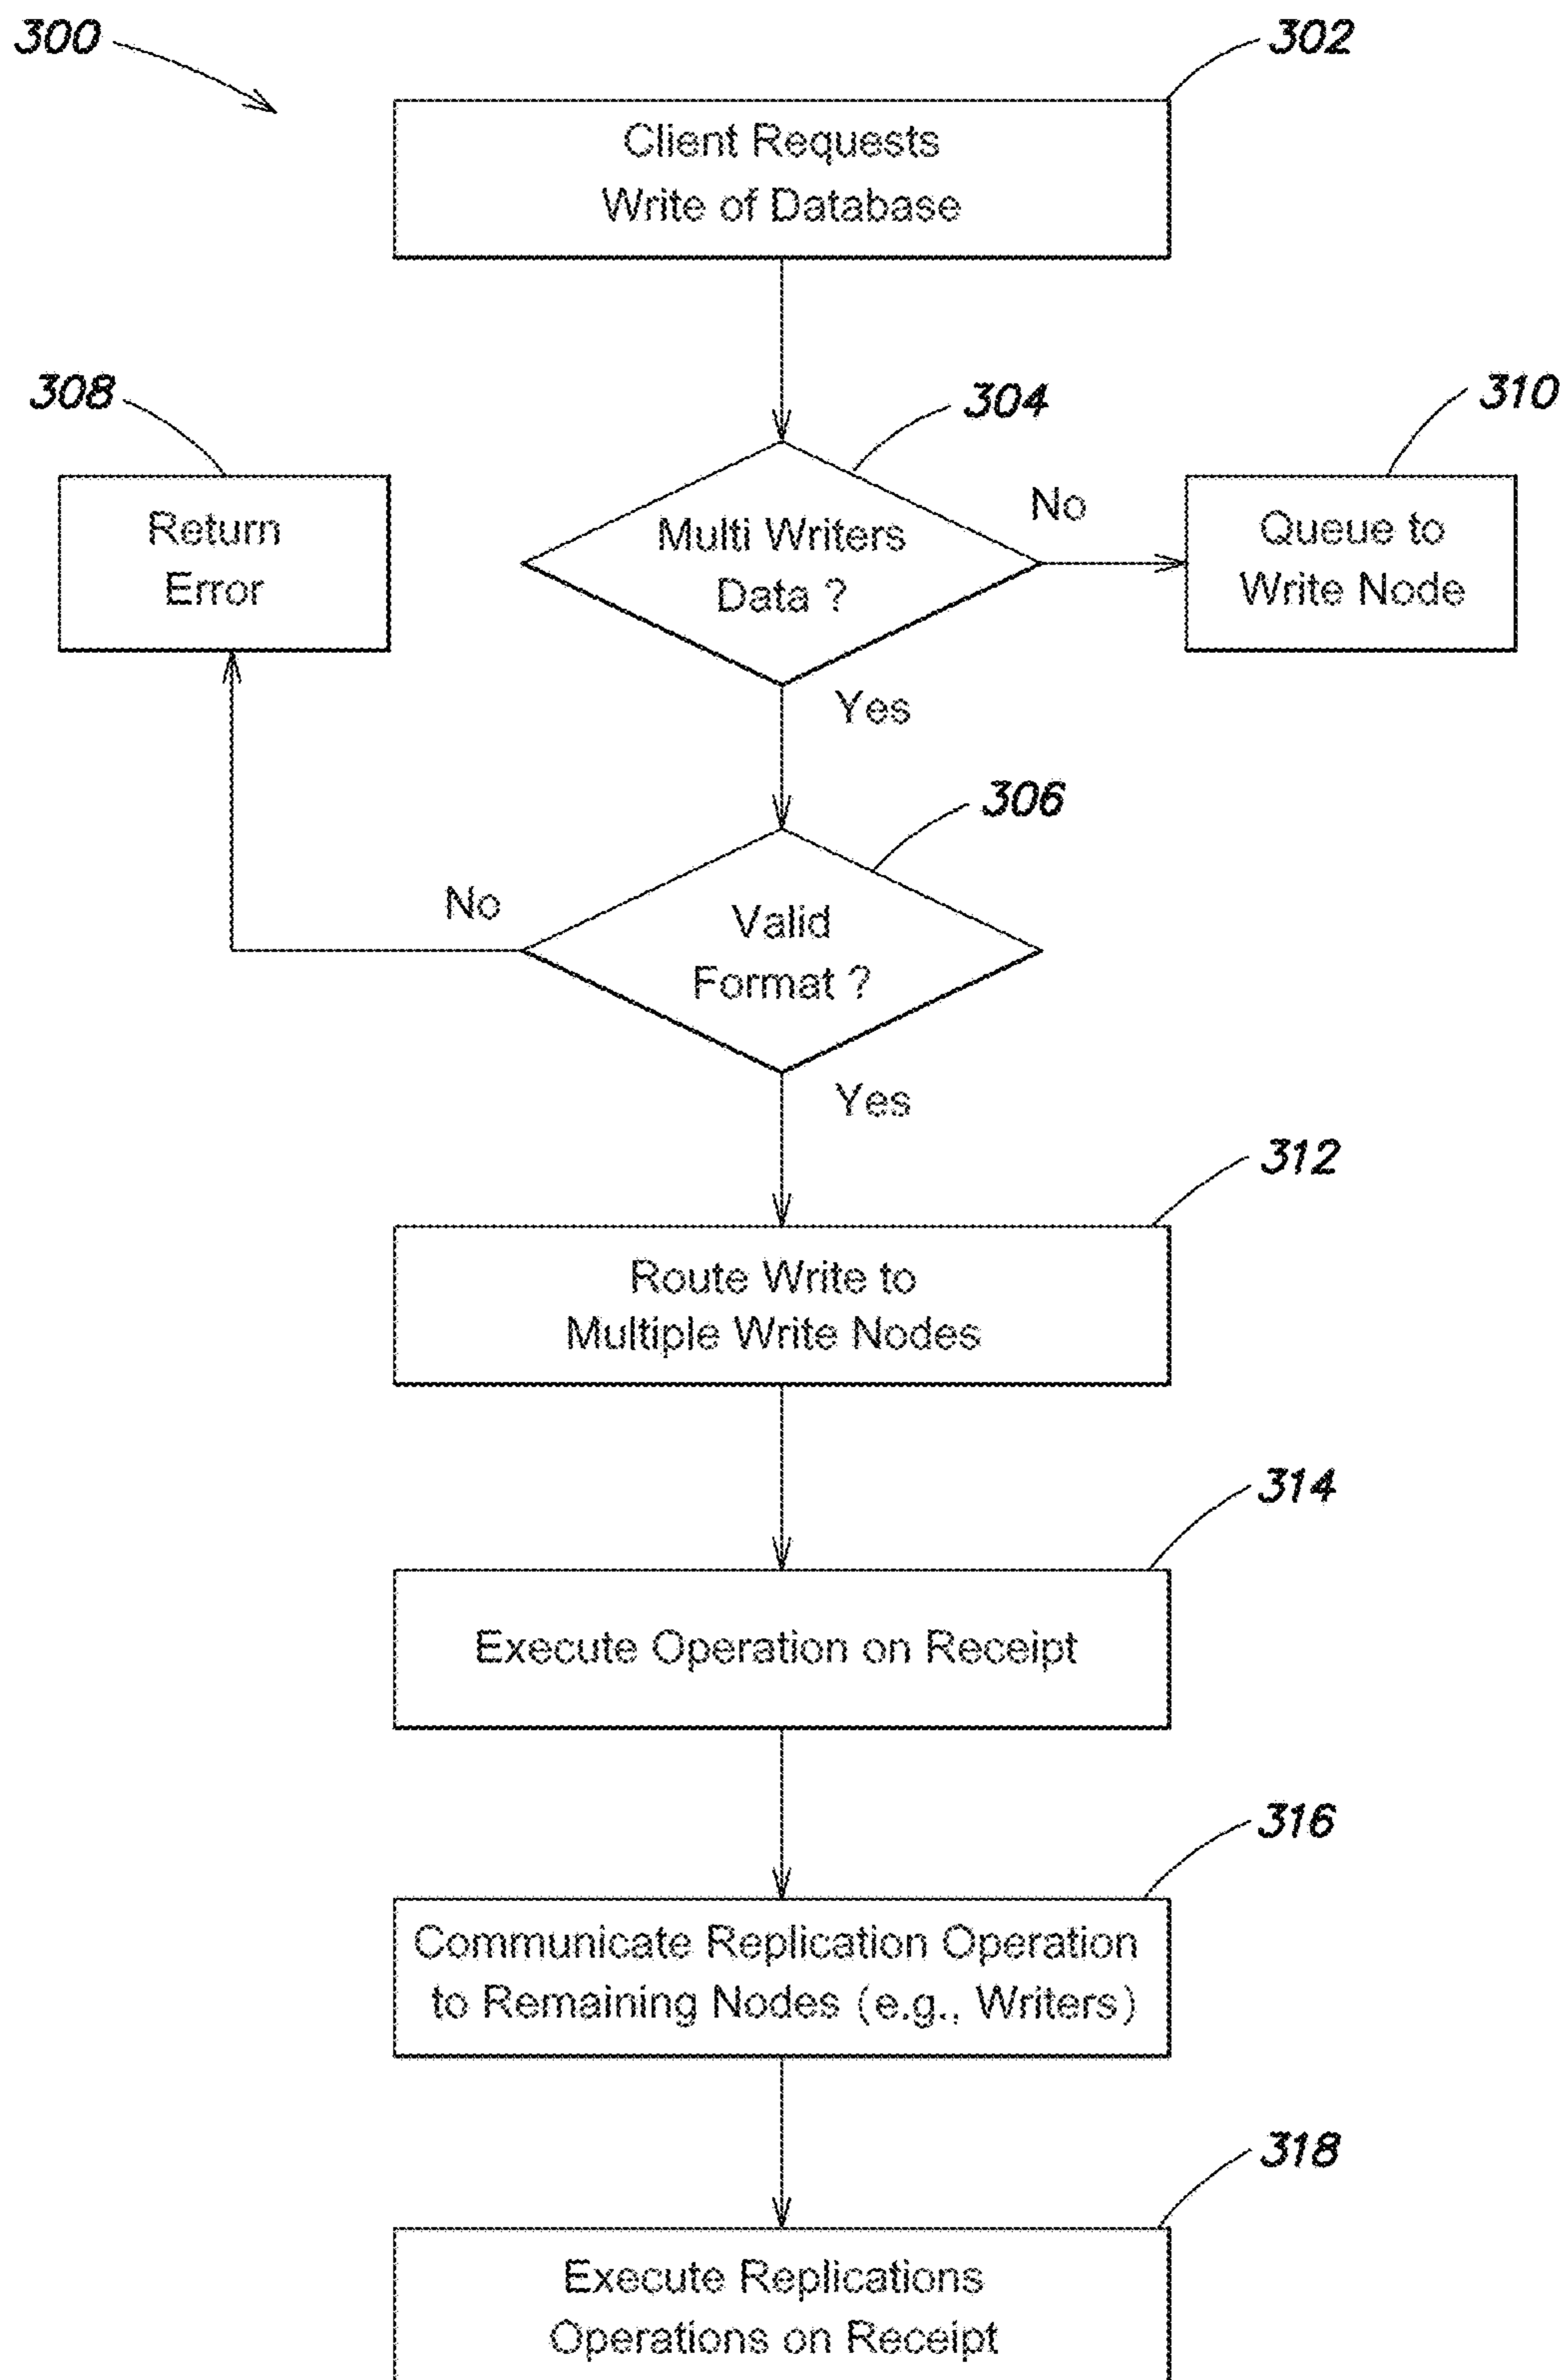 300
302
Client Requests
Write of Database
308
304
310
Return
Error
Multi Writers
Data ?
No
Queue to
Write Node
Yes
306
No
Valid
Format ?
Yes
312
Route Write to
Multiple Write Nodes
314
Execute Operation on Receipt
316
Communicate Replication Operation
to Remaining Nodes (e.g., Writers)
318
Execute Replications
Operations on Receipt